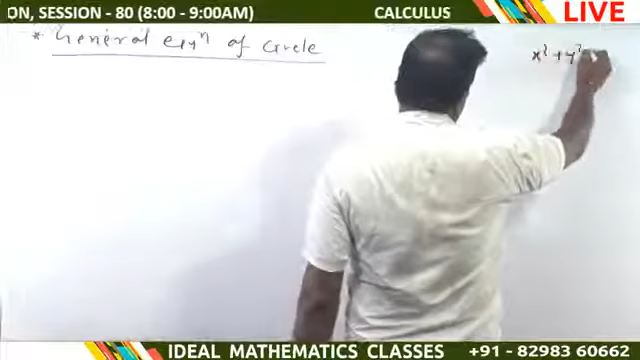 ON, SESSION - 80 (8:00 - 9:00AM) CALCULUS LIVE
* General eqⁿ of Circle
x² + y²
IDEAL MATHEMATICS CLASSES +91 - 82983 60662